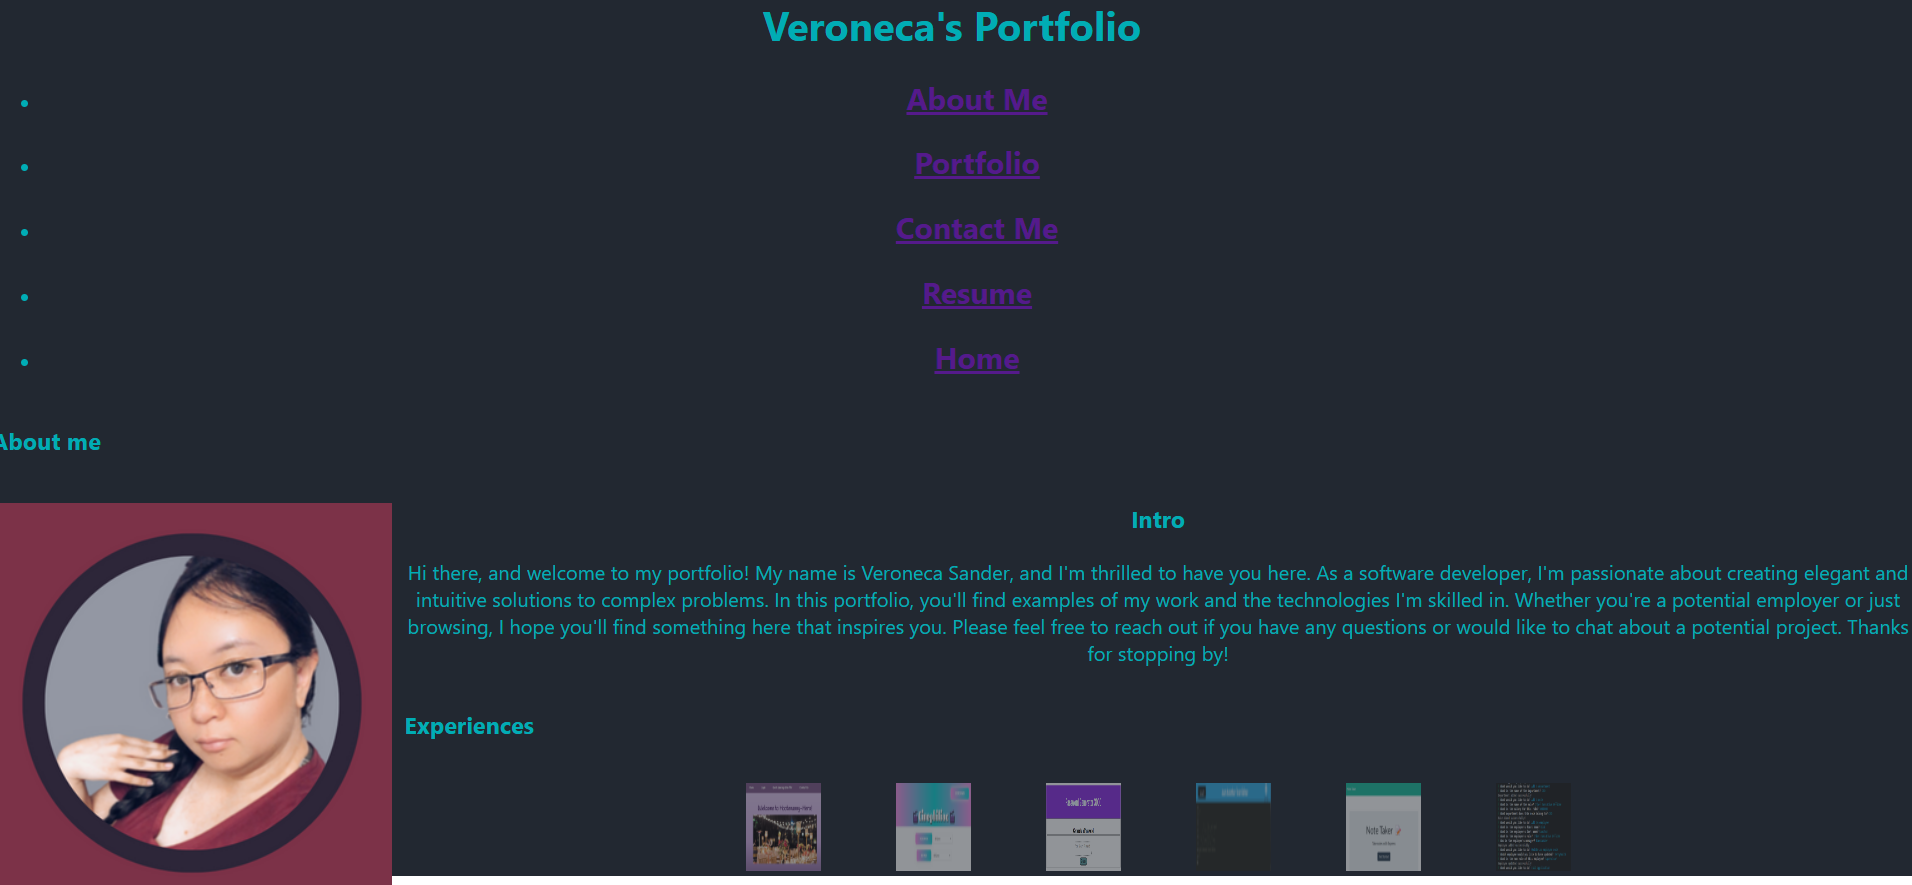 Veroneca's Portfolio
About Me
Portfolio
Contact Me
Resume
Home
About me
Intro
Hi there, and welcome to my portfolio! My name is Veroneca Sander, and I'm thrilled to have you here. As a software developer, I'm passionate about creating elegant and
intuitive solutions to complex problems. In this portfolio, you'll find examples of my work and the technologies I'm skilled in. Whether you're a potential employer or just
browsing, I hope you'll find something here that inspires you. Please feel free to reach out if you have any questions or would like to chat about a potential project. Thanks
for stopping by!
Experiences
Note Taker